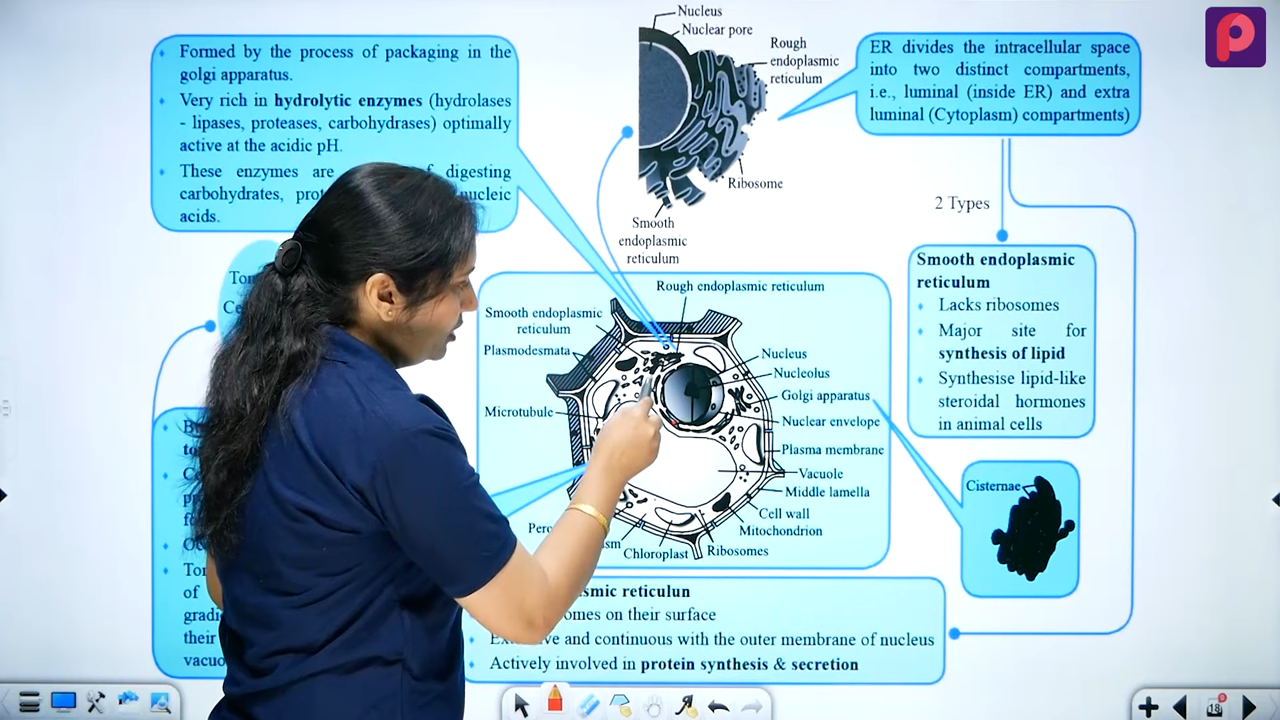 Formed by the process of packaging in the
golgi apparatus.
Very rich in hydrolytic enzymes (hydrolases
- lipases, proteases, carbohydrases) optimally
active at the acidic pH.
These enzymes are digesting
carbohydrates,
acids.
Nucleus
Nuclear pore
Rough
endoplasmic
reticulum
Ribosome
Smooth
endoplasmic
reticulum
ER divides the intracellular space
into two distinct compartments,
i.e., luminal (inside ER) and extra
luminal (Cytoplasm) compartments)
2 Types
Smooth endoplasmic
reticulum
Lacks ribosomes
Major site for
synthesis of lipid
Synthesise lipid-like
steroidal hormones
in animal cells
Rough endoplasmic reticulum
Smooth endoplasmic
reticulum
Plasmodesmata
Microtubule
Nucleus
Nucleolus
Golgi apparatus
Nuclear envelope
Plasma membrane
Vacuole
Middle lamella
Cell wall
Mitochondrion
Ribosomes
Chloroplast
Cisternae
of
their
reticulun
on their surface
and continuous with the outer membrane of nucleus
Actively involved in protein synthesis & secretion
18